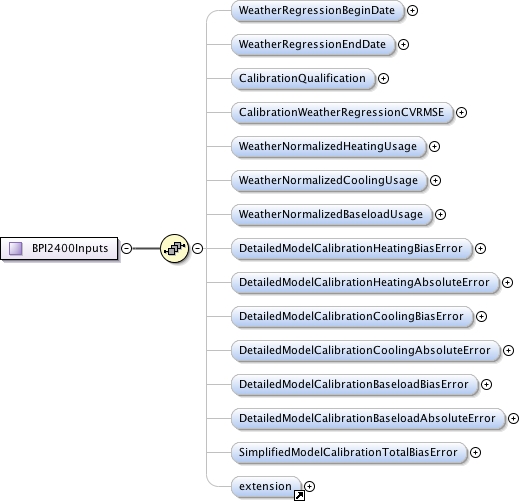 WeatherRegressionBeginDate
WeatherRegressionEndDate
CalibrationQualification
CalibrationWeatherRegressionCVRMSE
WeatherNormalizedHeatingUsage
WeatherNormalizedCoolingUsage
WeatherNormalizedBaseloadUsage
BPI2400Inputs
DetailedModelCalibrationHeatingBiasError
DetailedModelCalibrationHeatingAbsoluteError
DetailedModelCalibrationCoolingBiasError
DetailedModelCalibrationCoolingAbsoluteError
DetailedModelCalibrationBaseloadBiasError
DetailedModelCalibrationBaseloadAbsoluteError
SimplifiedModelCalibrationTotalBiasError
extension